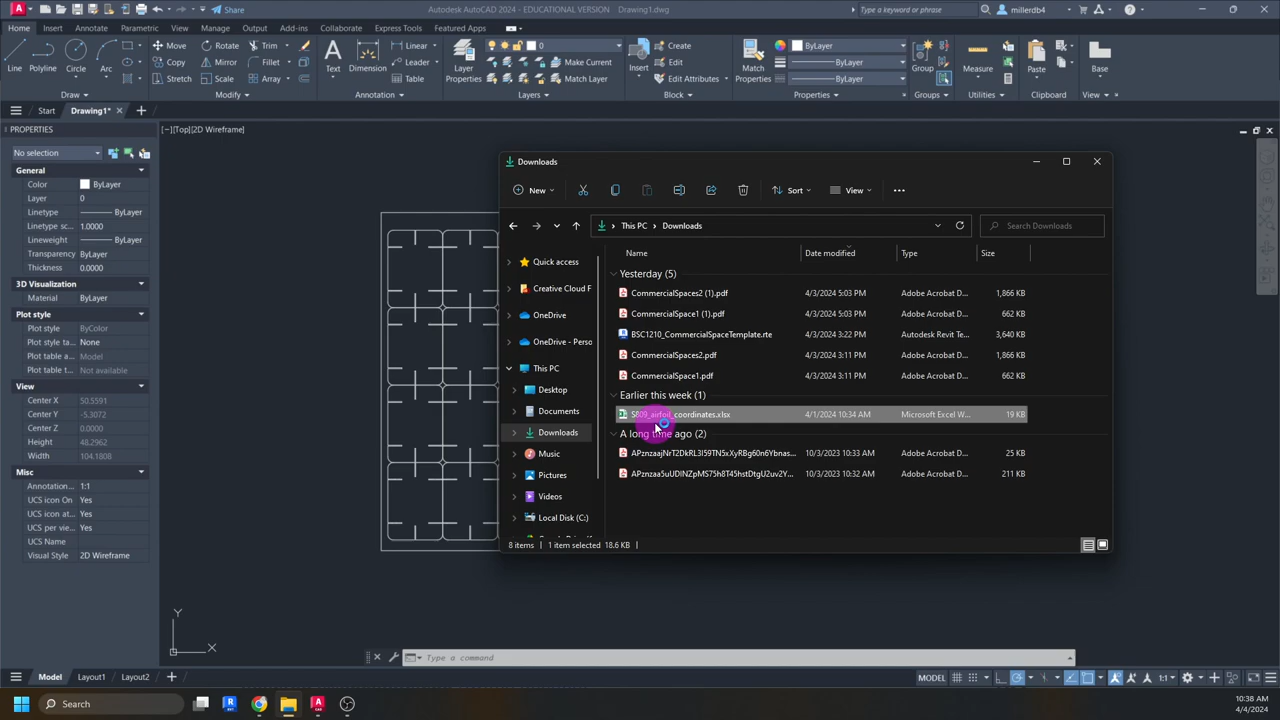 Share
Autodesk AutoCAD 2024 - EDUCATIONAL VERSION Drawing1.dwg
Type a keyword or phrase
millerdb4
Home Insert Annotate Parametric View Manage Output Add-ins Collaborate Express Tools Featured Apps
Line
Polyline
Circle
Arc
Move
Rotate
Trim
Copy
Mirror
Fillet
Stretch
Scale
Array
Text
Dimension
Linear
Leader
Table
Layer
Properties
0
Make Current
Match Layer
Insert
Create
Edit
Edit Attributes
Match
Properties
ByLayer
ByLayer
ByLayer
Group
Measure
Paste
Base
Draw
Modify
Annotation
Layers
Block
Properties
Groups
Utilities
Clipboard
View
Start
Drawing1*
PROPERTIES
No selection
General
Color ByLayer
Layer 0
Linetype ByLayer
Linetype sc... 1.0000
Lineweight ByLayer
Transparency ByLayer
Thickness 0.0000
3D Visualization
Material ByLayer
Plot style
Plot style ByColor
Plot style ta... None
Plot table a... Model
Plot table t... Not available
View
Center X 50.5591
Center Y -5.3072
Center Z 0.0000
Height 48.2962
Width 104.1808
Misc
Annotation ... 1:1
UCS icon On Yes
UCS icon at... Yes
UCS per vie... Yes
UCS Name
Visual Style 2D Wireframe
[−][Top][2D Wireframe]
Downloads
New
Sort
View
This PC
Downloads
Search Downloads
Name
Date modified
Type
Size
Quick access
Creative Cloud F
OneDrive
OneDrive - Perso
This PC
Desktop
Documents
Downloads
Music
Pictures
Videos
Local Disk (C:)
Yesterday (5)
CommercialSpaces2 (1).pdf 4/3/2024 5:03 PM Adobe Acrobat D... 1,866 KB
CommercialSpace1 (1).pdf 4/3/2024 5:03 PM Adobe Acrobat D... 662 KB
BSC1210_CommercialSpaceTemplate.rte 4/3/2024 3:22 PM Autodesk Revit Te... 3,640 KB
CommercialSpaces2.pdf 4/3/2024 3:11 PM Adobe Acrobat D... 1,866 KB
CommercialSpace1.pdf 4/3/2024 3:11 PM Adobe Acrobat D... 662 KB
Earlier this week (1)
S809_airfoil_coordinates.xlsx 4/1/2024 10:34 AM Microsoft Excel W... 19 KB
A long time ago (2)
10/3/2023 10:33 AM Adobe Acrobat D... 25 KB
10/3/2023 10:32 AM Adobe Acrobat D... 211 KB
8 items
1 item selected 18.6 KB
Y
X
Type a command
Model Layout1 Layout2
MODEL
1:1
Search
10:38 AM
4/4/2024